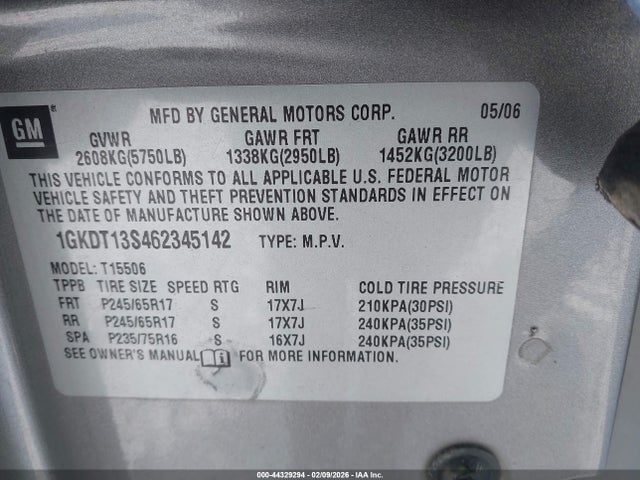 GM ®
MFD BY GENERAL MOTORS CORP. 05/06
GVWR GAWR FRT GAWR RR
2608KG(5750LB) 1338KG(2950LB) 1452KG(3200LB)
THIS VEHICLE CONFORMS TO ALL APPLICABLE U.S. FEDERAL MOTOR
VEHICLE SAFETY AND THEFT PREVENTION STANDARDS IN EFFECT ON
THE DATE OF MANUFACTURE SHOWN ABOVE.
1GKDT13S462345142 TYPE: M.P.V.
MODEL: T15506
TPPB TIRE SIZE SPEED RTG RIM COLD TIRE PRESSURE
FRT P245/65R17 S 17X7J 210KPA(30PSI)
RR P245/65R17 S 17X7J 240KPA(35PSI)
SPA P235/75R16 S 16X7J 240KPA(35PSI)
SEE OWNER'S MANUAL FOR MORE INFORMATION.
000-44329294 - 02/09/2026 - IAA Inc.